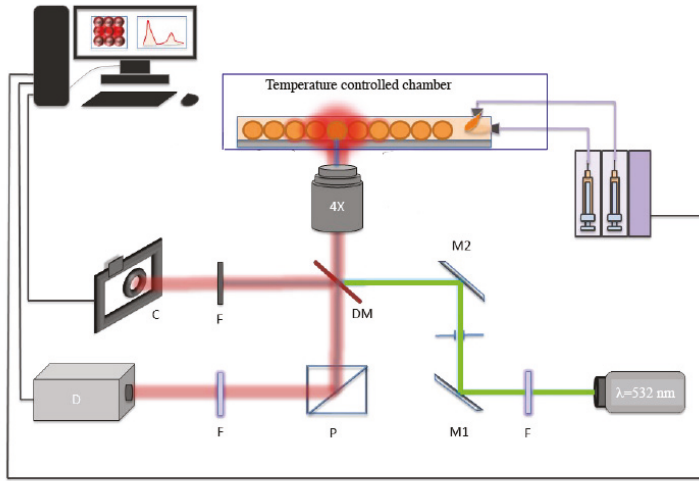 Temperature controlled chamber
4X
M2
C
F
DM
D
F
P
M1
F
λ=532 nm